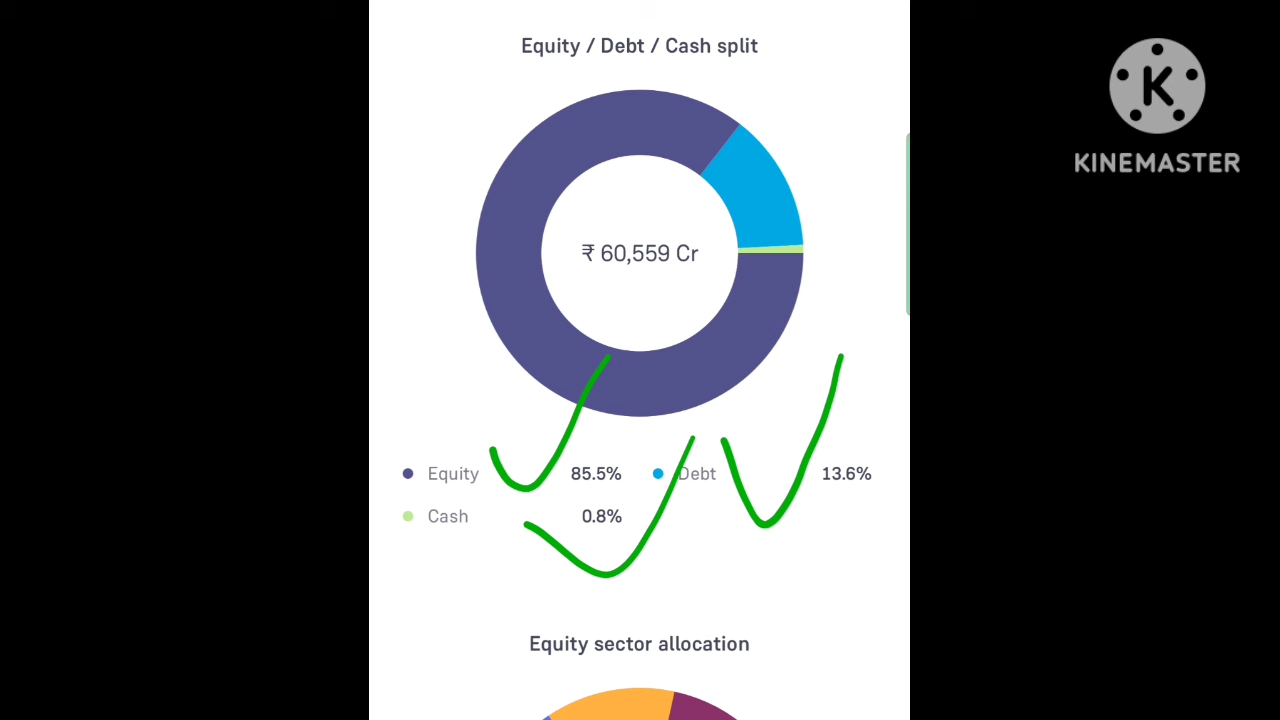 Equity / Debt / Cash split
₹ 60,559 Cr
Equity 85.5% Debt 13.6%
Cash 0.8%
Equity sector allocation
K
KINEMASTER